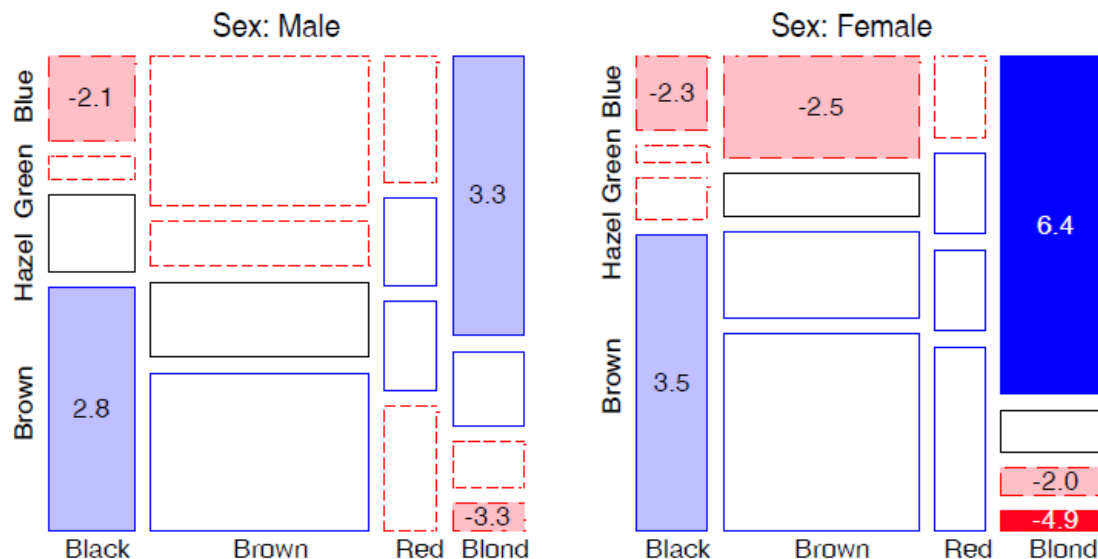 Sex: Male
Sex: Female
Blue
Green
Hazel
Brown
-2.1
3.3
2.8
-3.3
Black
Brown
Red
Blond
Blue
Green
Hazel
Brown
-2.3
-2.5
6.4
3.5
-2.0
-4.9
Black
Brown
Red
Blond